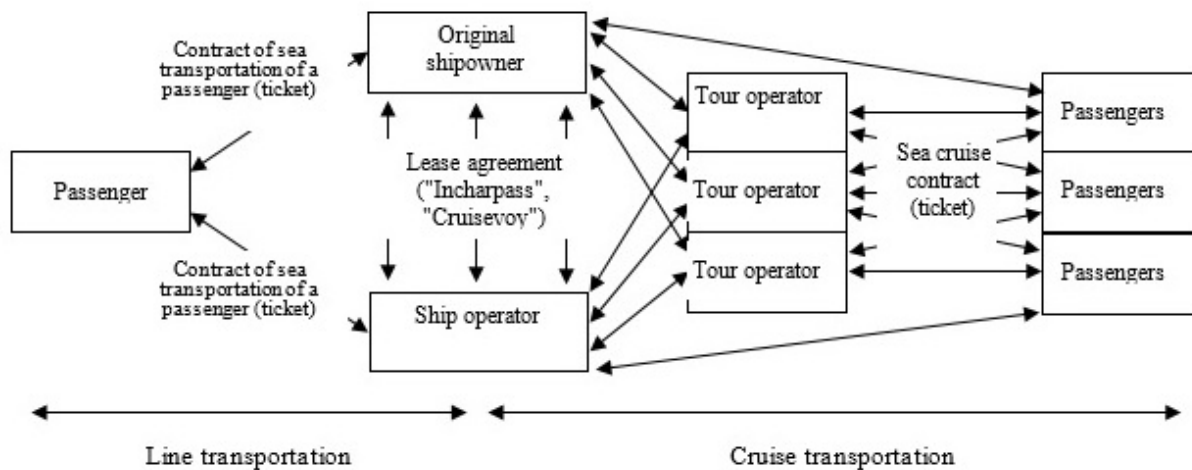 Contract of sea
transportation of a
passenger (ticket)
Original
shipowner
Tour operator
Passengers
Passenger
Lease agreement
("Incharpass",
"Cruisevoy")
Tour operator
Sea cruise
contract
(ticket)
Passengers
Contract of sea
transportation of a
passenger (ticket)
Ship operator
Tour operator
Passengers
Line transportation
Cruise transportation